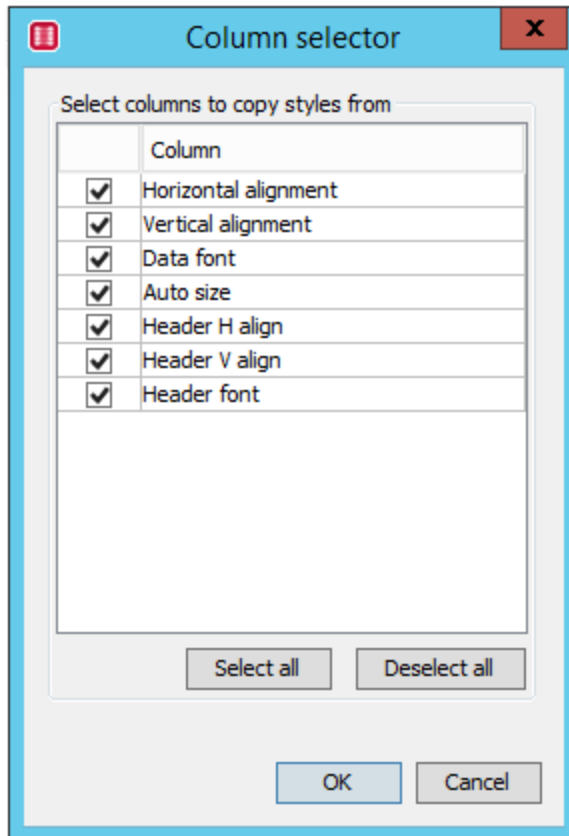 Column selector
x
Select columns to copy styles from
Column
Horizontal alignment
Vertical alignment
Data font
Auto size
Header H align
Header V align
Header font
Select all Deselect all
OK Cancel